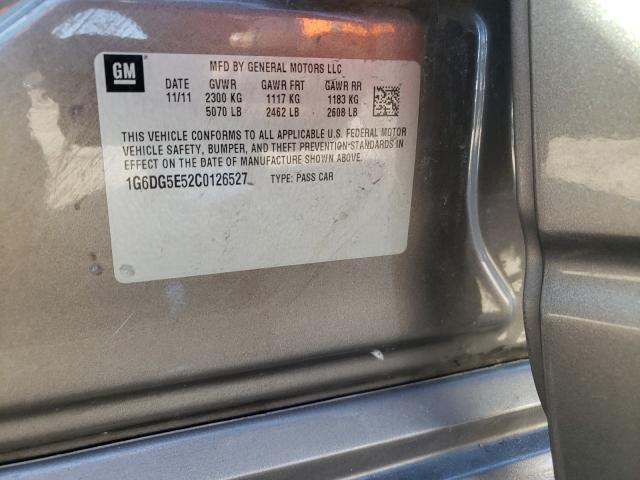 GM
MFD BY GENERAL MOTORS LLC
DATE GVWR GAWR FRT GAWR RR
11/11 2300 KG 1117 KG 1183 KG
5070 LB 2462 LB 2608 LB
THIS VEHICLE CONFORMS TO ALL APPLICABLE U.S. FEDERAL MOTOR
VEHICLE SAFETY, BUMPER, AND THEFT PREVENTION STANDARDS IN
EFFECT ON THE DATE OF MANUFACTURE SHOWN ABOVE.
1G6DG5E52C0126527 TYPE: PASS CAR